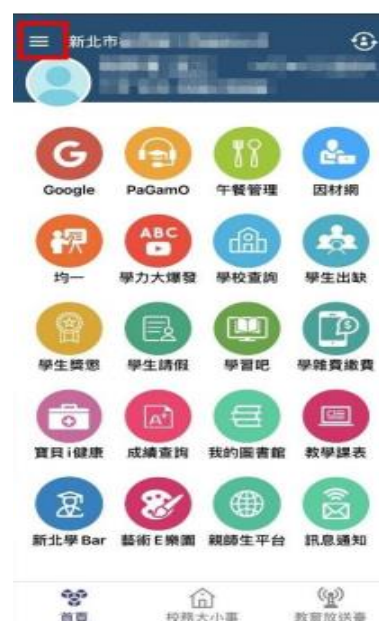 新北市
Google PaGamO 午餐管理 因材網
ABC
均一 學力大爆發 學校查詢 學生出缺
學生獎懲 學生請假 學習吧 學雜費繳費
A+
寶貝i健康 成績查詢 我的圖書館 教學課表
新北學Bar 藝術E樂園 親師生平台 訊息通知
首頁 校務大小事 教育放送臺